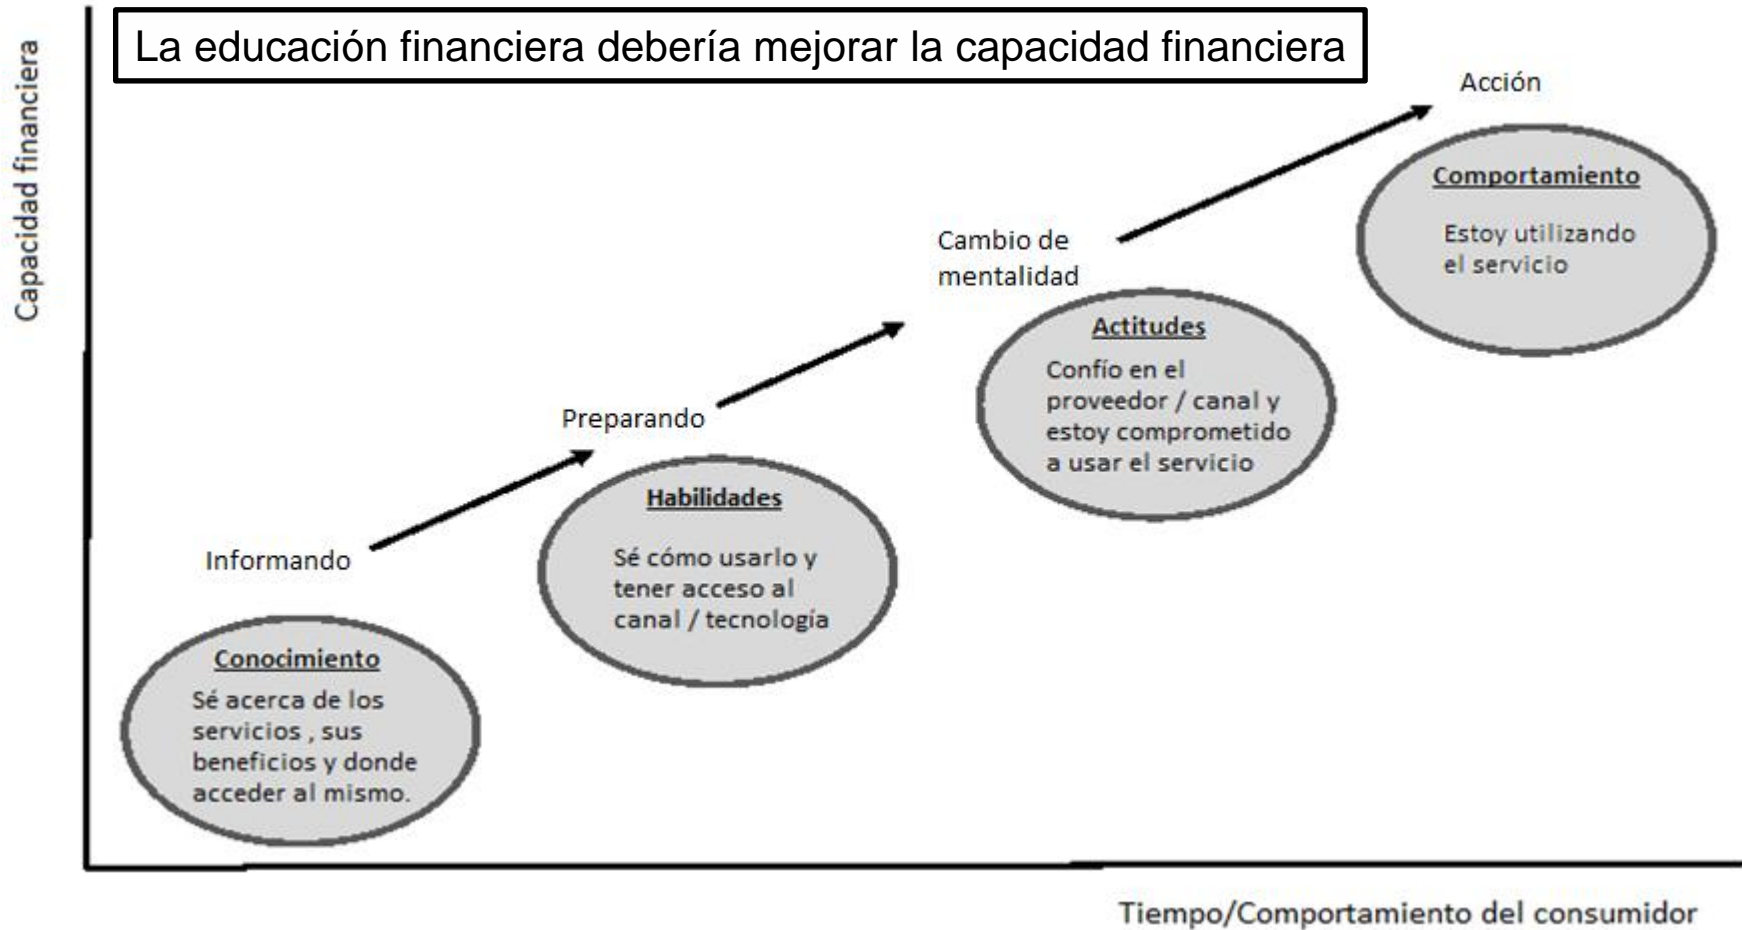 La educación financiera debería mejorar la capacidad financiera
Capacidad financiera
Acción
Comportamiento
Estoy utilizando
el servicio
Cambio de
mentalidad
Actitudes
Confío en el
proveedor / canal y
estoy comprometido
a usar el servicio
Preparando
Habilidades
Sé cómo usarlo y
tener acceso al
canal / tecnología
Informando
Conocimiento
Sé acerca de los
servicios , sus
beneficios y donde
acceder al mismo.
Tiempo/Comportamiento del consumidor